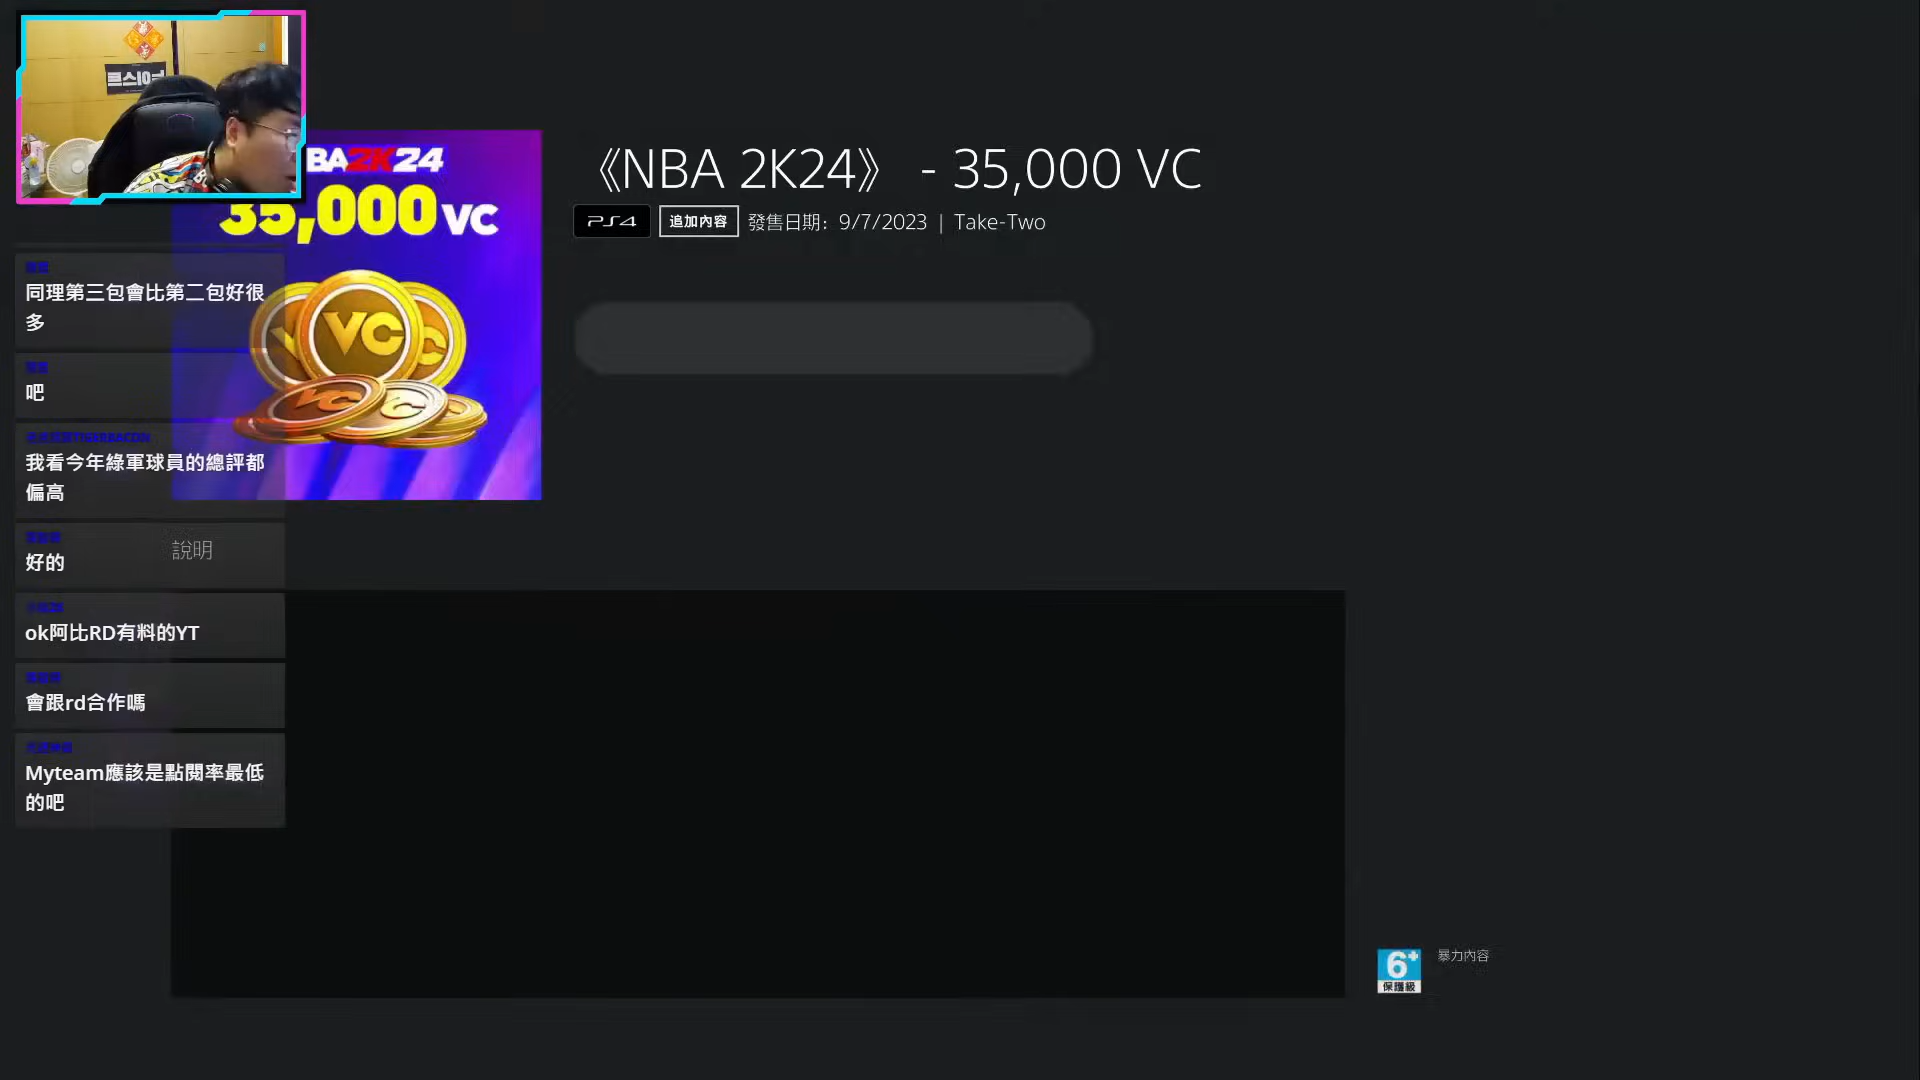 BA2K24
35,000 VC
《NBA 2K24》 - 35,000 VC
PS4
追加內容
發售日期: 9/7/2023 | Take-Two
同理第三包會比第二包好很
多
吧
我看今年綠軍球員的總評都
偏高
好的
說明
ok阿比RD有料的YT
會跟rd合作嗎
Myteam應該是點閱率最低
的吧
VC
VC
C
6+
保護級
暴力內容